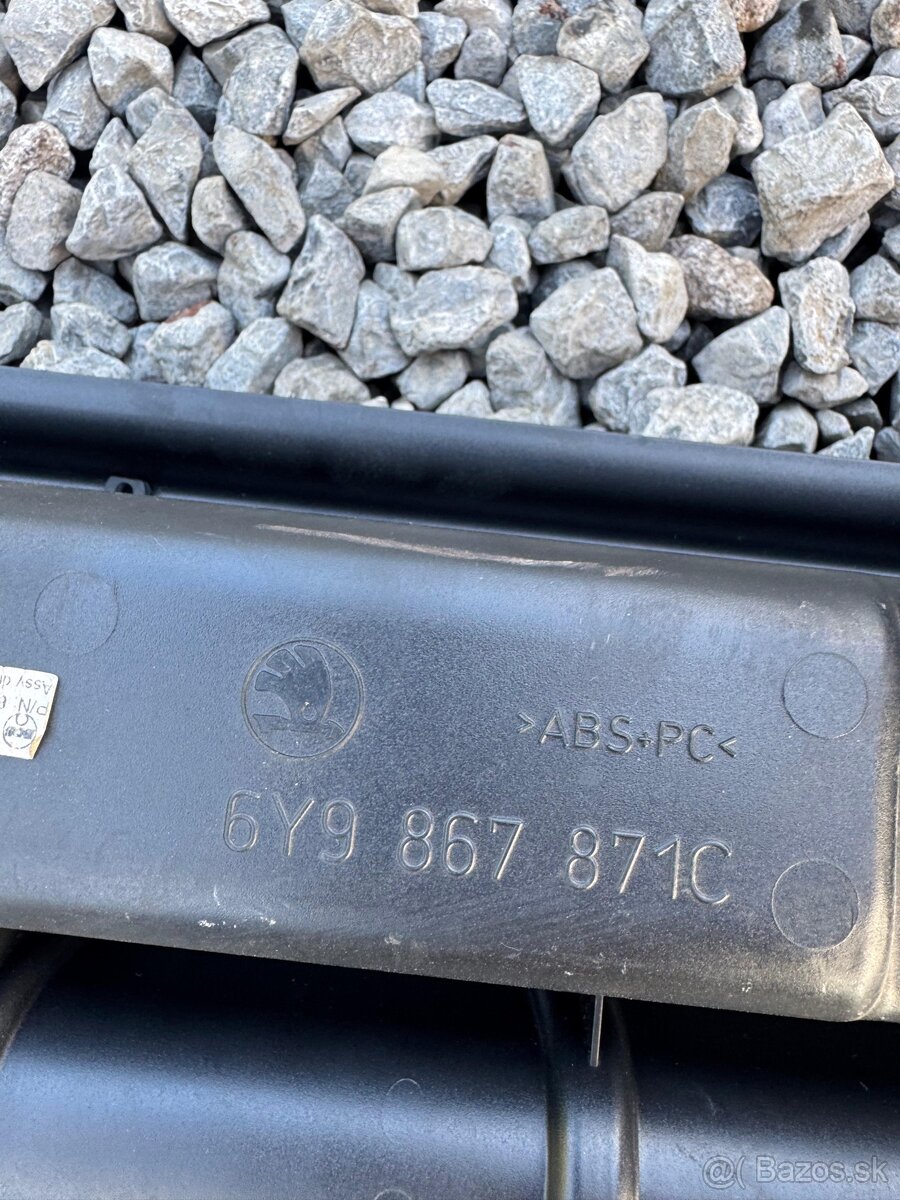 >ABS+PC<
6Y9 867 871C
Assy
P/N:
@( Bazos.sk